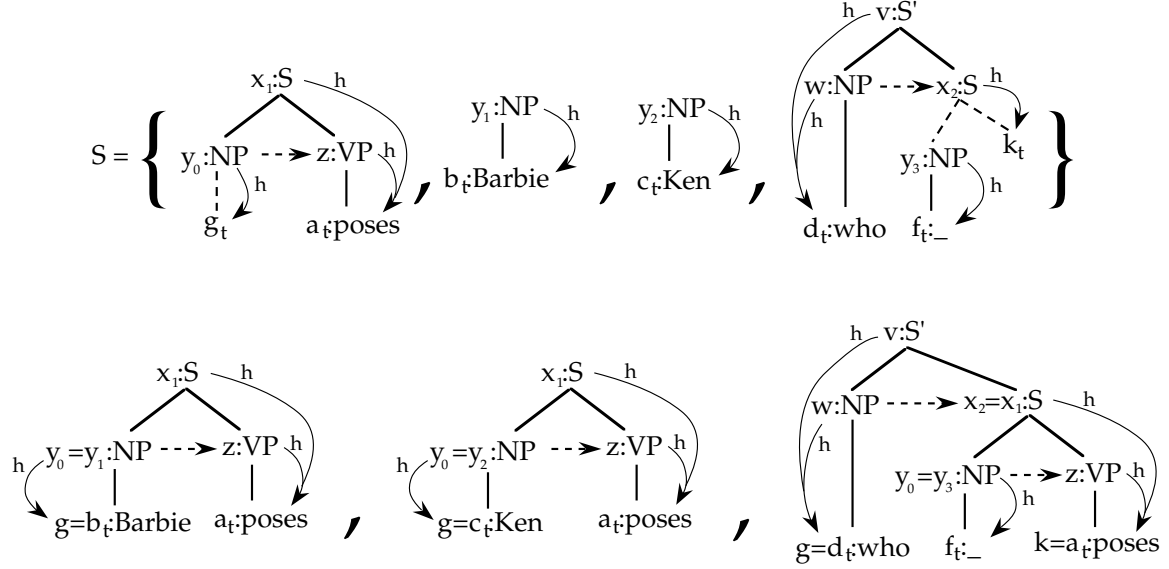 h v:S'
x₁:S h
w:NP x₂:S h
y₁:NP h
y₂:NP h
h
S = { y₀:NP z:VP h
kₜ
y₃:NP
h
bₜ:Barbie , cₜ:Ken , }
h
gₜ aₜ:poses , dₜ:who fₜ:_
h v:S'
x₁:S h
x₁:S h
w:NP x₂=x₁:S h
h
h y₀=y₁:NP z:VP h
h y₀=y₂:NP z:VP h
y₀=y₃:NP z:VP h
h
g=bₜ:Barbie aₜ:poses ,
g=cₜ:Ken aₜ:poses ,
g=dₜ:who fₜ:_ k=aₜ:poses